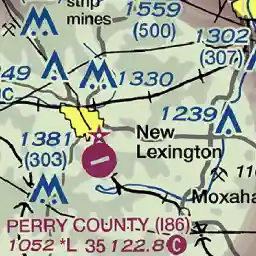 strip
mines
1559
(500)
1302
(307)
1330
1239
New
Lexington
1381
(303)
Moxaha
PERRY COUNTY (I86)
1052 *L 35 122.8 C